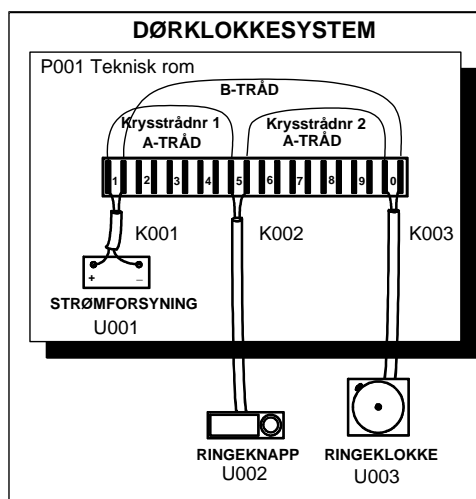 DØRKLOKKESYSTEM
P001 Teknisk rom
B-TRÅD
Krysstrådnr 1
A-TRÅD
Krysstrådnr 2
A-TRÅD
1 2 3 4 5 6 7 8 9 0
K001
K002
K003
+ −
STRØMFORSYNING
U001
RINGEKNAPP
U002
RINGEKLOKKE
U003